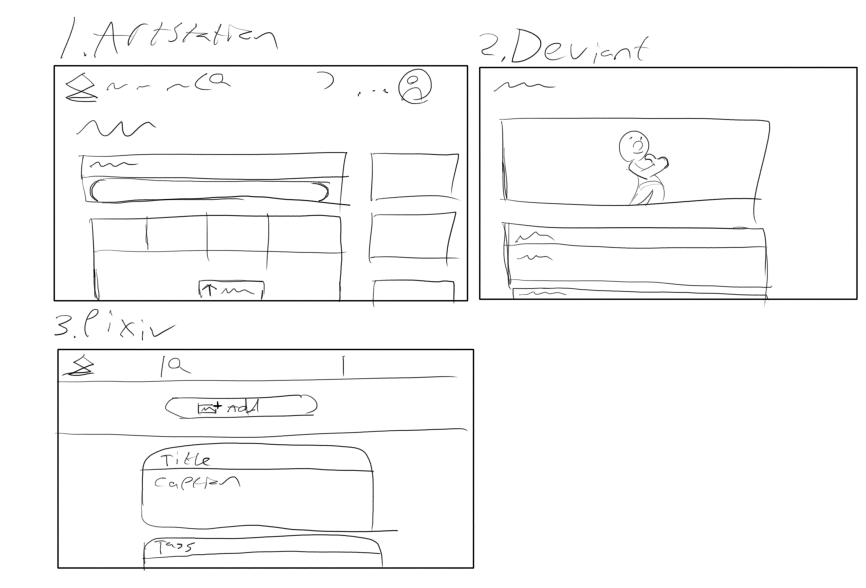 1. Artstation
2. Deviant
3. Pixiv
Add
Title
Caption
Tags